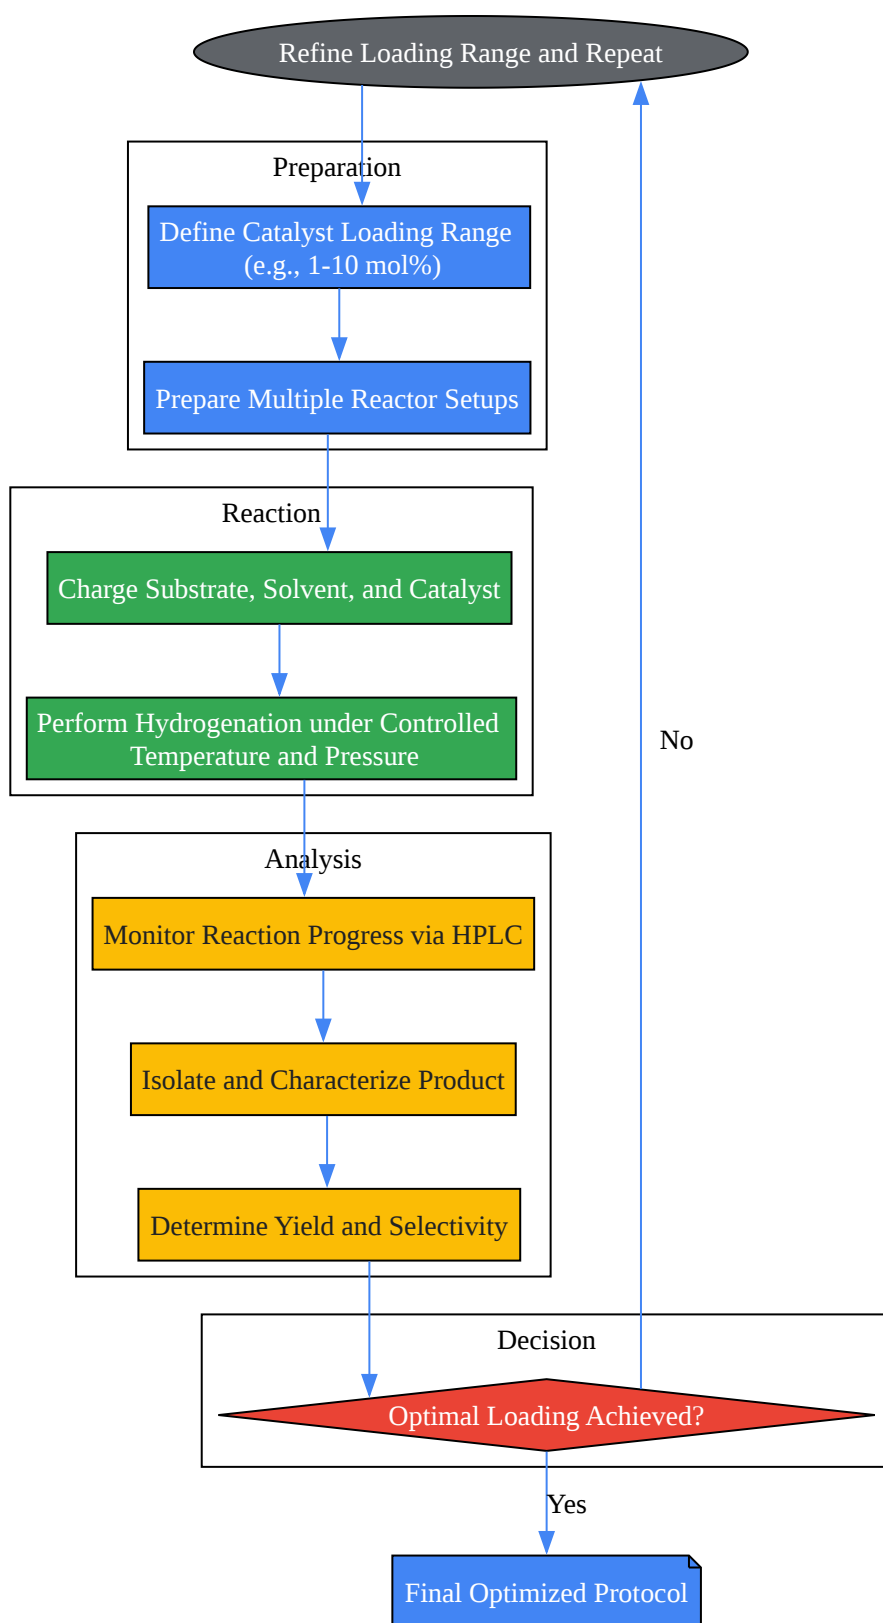 Refine Loading Range and Repeat
Preparation
Define Catalyst Loading Range
(e.g., 1-10 mol%)
Prepare Multiple Reactor Setups
Reaction
Charge Substrate, Solvent, and Catalyst
Perform Hydrogenation under Controlled
Temperature and Pressure
No
Analysis
Monitor Reaction Progress via HPLC
Isolate and Characterize Product
Determine Yield and Selectivity
Decision
Optimal Loading Achieved?
Yes
Final Optimized Protocol